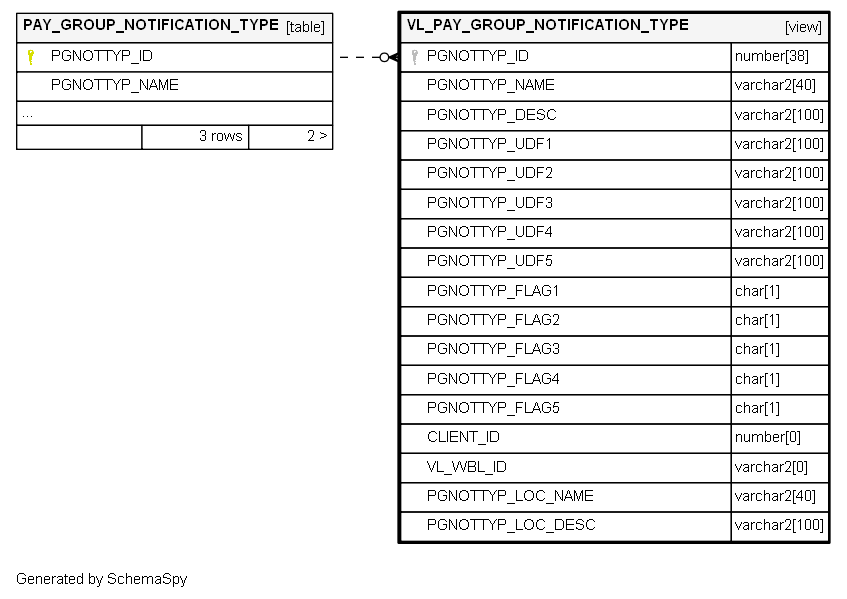 PAY_GROUP_NOTIFICATION_TYPE [table]
PGNOTTYP_ID
PGNOTTYP_NAME
...
3 rows 2 >
VL_PAY_GROUP_NOTIFICATION_TYPE [view]
PGNOTTYP_ID number[38]
PGNOTTYP_NAME varchar2[40]
PGNOTTYP_DESC varchar2[100]
PGNOTTYP_UDF1 varchar2[100]
PGNOTTYP_UDF2 varchar2[100]
PGNOTTYP_UDF3 varchar2[100]
PGNOTTYP_UDF4 varchar2[100]
PGNOTTYP_UDF5 varchar2[100]
PGNOTTYP_FLAG1 char[1]
PGNOTTYP_FLAG2 char[1]
PGNOTTYP_FLAG3 char[1]
PGNOTTYP_FLAG4 char[1]
PGNOTTYP_FLAG5 char[1]
CLIENT_ID number[0]
VL_WBL_ID varchar2[0]
PGNOTTYP_LOC_NAME varchar2[40]
PGNOTTYP_LOC_DESC varchar2[100]
Generated by SchemaSpy